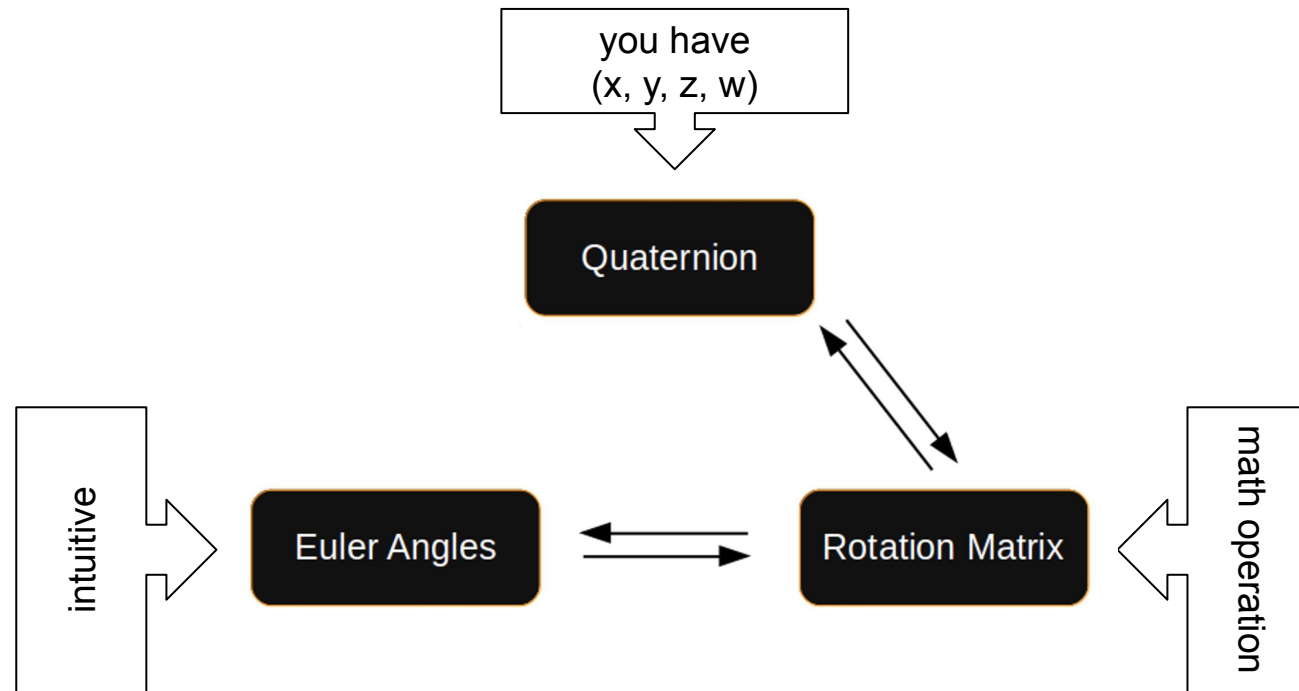 you have
(x, y, z, w)
Quaternion
intuitive
Euler Angles
Rotation Matrix
math operation